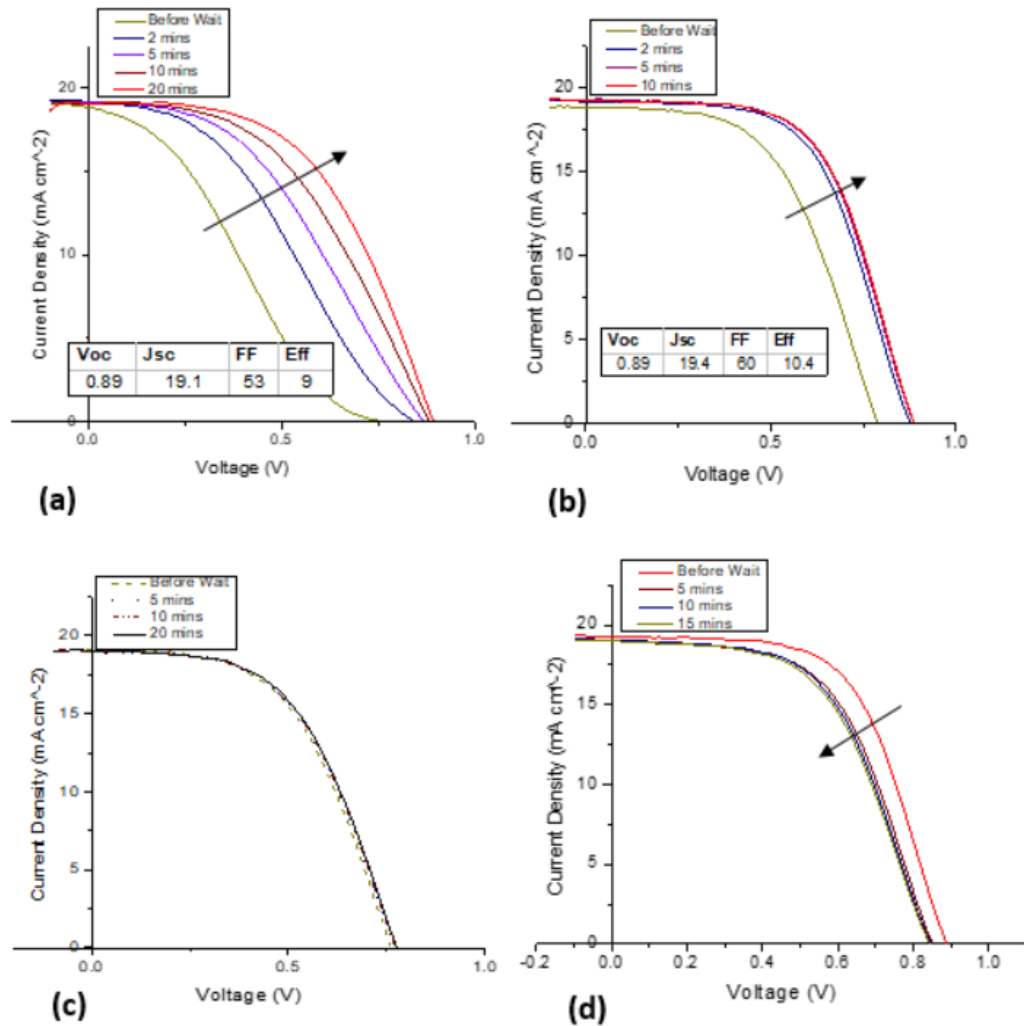 Before Wait
2 mins
5 mins
10 mins
20 mins
20
10
0
Current Density (mA cm^-2)
Voc Jsc FF Eff
0.89 19.1 53 9
0.0 0.5 1.0
Voltage (V)
(a)
Before Wait
2 mins
5 mins
10 mins
20
15
10
5
0
Current Density (mA cm^-2)
Voc Jsc FF Eff
0.89 19.4 60 10.4
0.0 0.5 1.0
Voltage (V)
(b)
Before Wait
5 mins
10 mins
20 mins
20
15
10
5
0
Current Density (mAcm^-2)
0.0 0.5 1.0
Voltage (V)
(c)
Before Wait
5 mins
10 mins
15 mins
20
15
10
5
0
Current Density (mA cm^-2)
-0.2 0.0 0.2 0.4 0.6 0.8 1.0
Voltage (V)
(d)